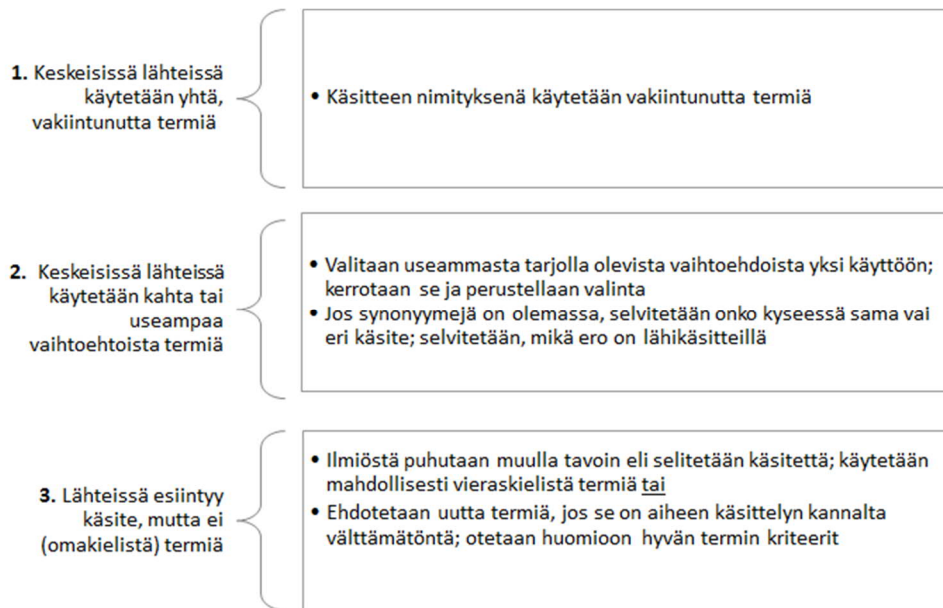 1. Keskeisissä lähteissä
käytetään yhtä,
vakiintunutta termiä
• Käsitteen nimityksenä käytetään vakiintunutta termiä
2. Keskeisissä lähteissä
käytetään kahta tai
useampaa
vaihtoehtoista termiä
• Valitaan useammasta tarjolla olevista vaihtoehdoista yksi käyttöön;
kerrotaan se ja perustellaan valinta
• Jos synonyymejä on olemassa, selvitetään onko kyseessä sama vai
eri käsite; selvitetään, mikä ero on lähikäsitteillä
3. Lähteissä esiintyy
käsite, mutta ei
(omakielistä) termiä
• Ilmiöstä puhutaan muulla tavoin eli selitetään käsitettä; käytetään
mahdollisesti vieraskielistä termiä tai
• Ehdotetaan uutta termiä, jos se on aiheen käsittelyn kannalta
välttämätöntä; otetaan huomioon hyvän termin kriteerit